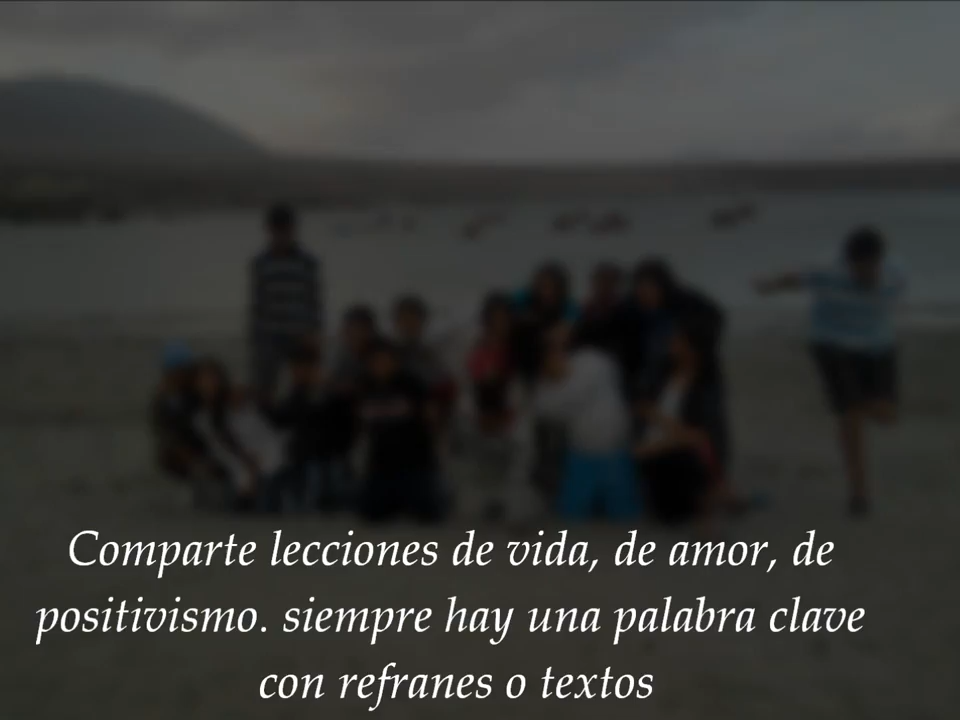 Comparte lecciones de vida, de amor, de
positivismo. siempre hay una palabra clave
con refranes o textos